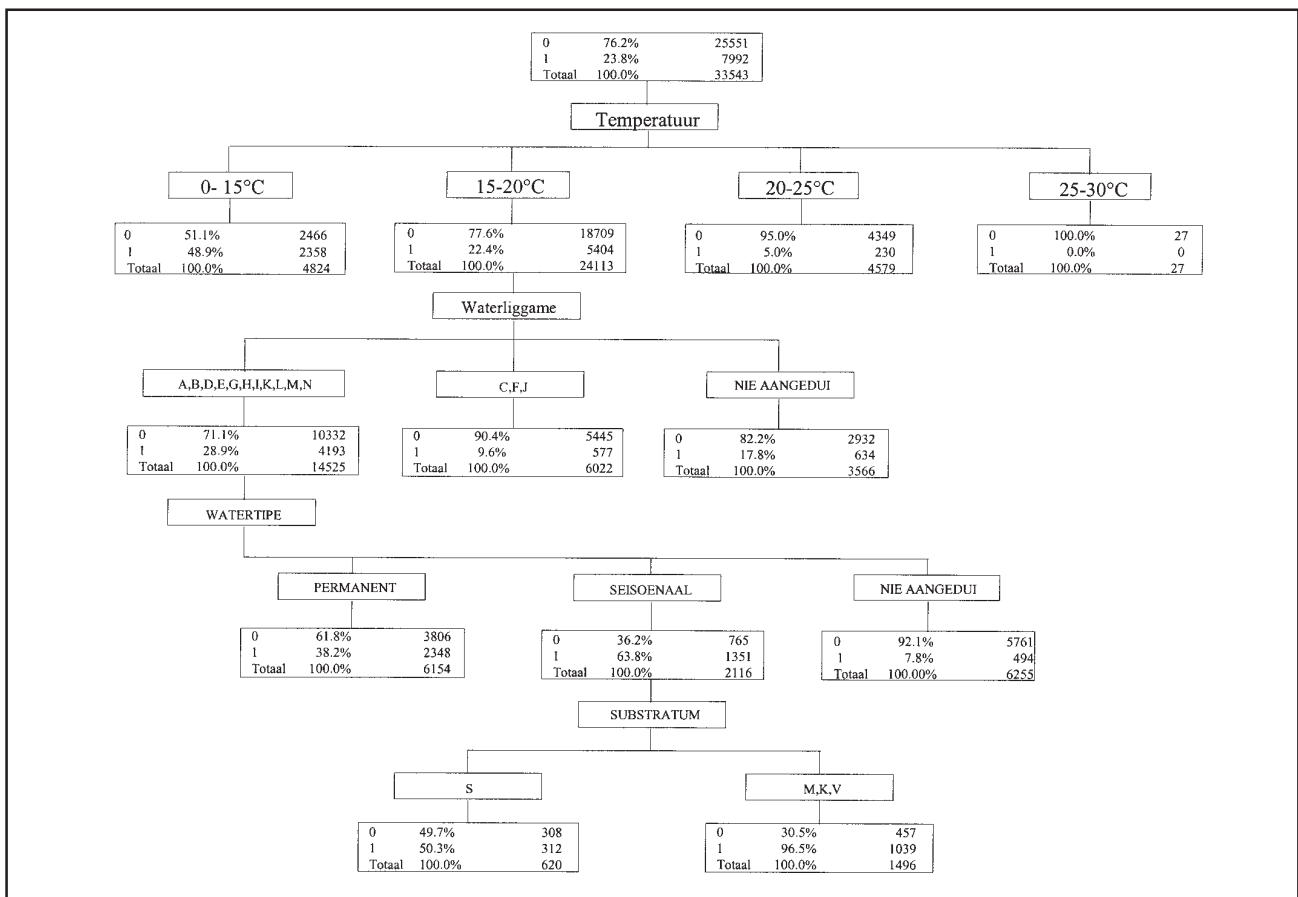 0 76.2% 25551
1 23.8% 7992
Totaal 100.0% 33543
Temperatuur
0- 15°C
15-20°C
20-25°C
25-30°C
0 51.1% 2466
1 48.9% 2358
Totaal 100.0% 4824
0 77.6% 18709
1 22.4% 5404
Totaal 100.0% 24113
0 95.0% 4349
1 5.0% 230
Totaal 100.0% 4579
0 100.0% 27
1 0.0% 0
Totaal 100.0% 27
Waterliggame
A,B,D,E,G,H,I,K,L,M,N
C,F,J
NIE AANGEDUI
0 71.1% 10332
1 28.9% 4193
Totaal 100.0% 14525
0 90.4% 5445
1 9.6% 577
Totaal 100.0% 6022
0 82.2% 2932
1 17.8% 634
Totaal 100.0% 3566
WATERTIPE
PERMANENT
SEISOENAAL
NIE AANGEDUI
0 61.8% 3806
1 38.2% 2348
Totaal 100.0% 6154
0 36.2% 765
1 63.8% 1351
Totaal 100.0% 2116
0 92.1% 5761
1 7.8% 494
Totaal 100.00% 6255
SUBSTRATUM
S
M,K,V
0 49.7% 308
1 50.3% 312
Totaal 100.0% 620
0 30.5% 457
1 96.5% 1039
Totaal 100.0% 1496